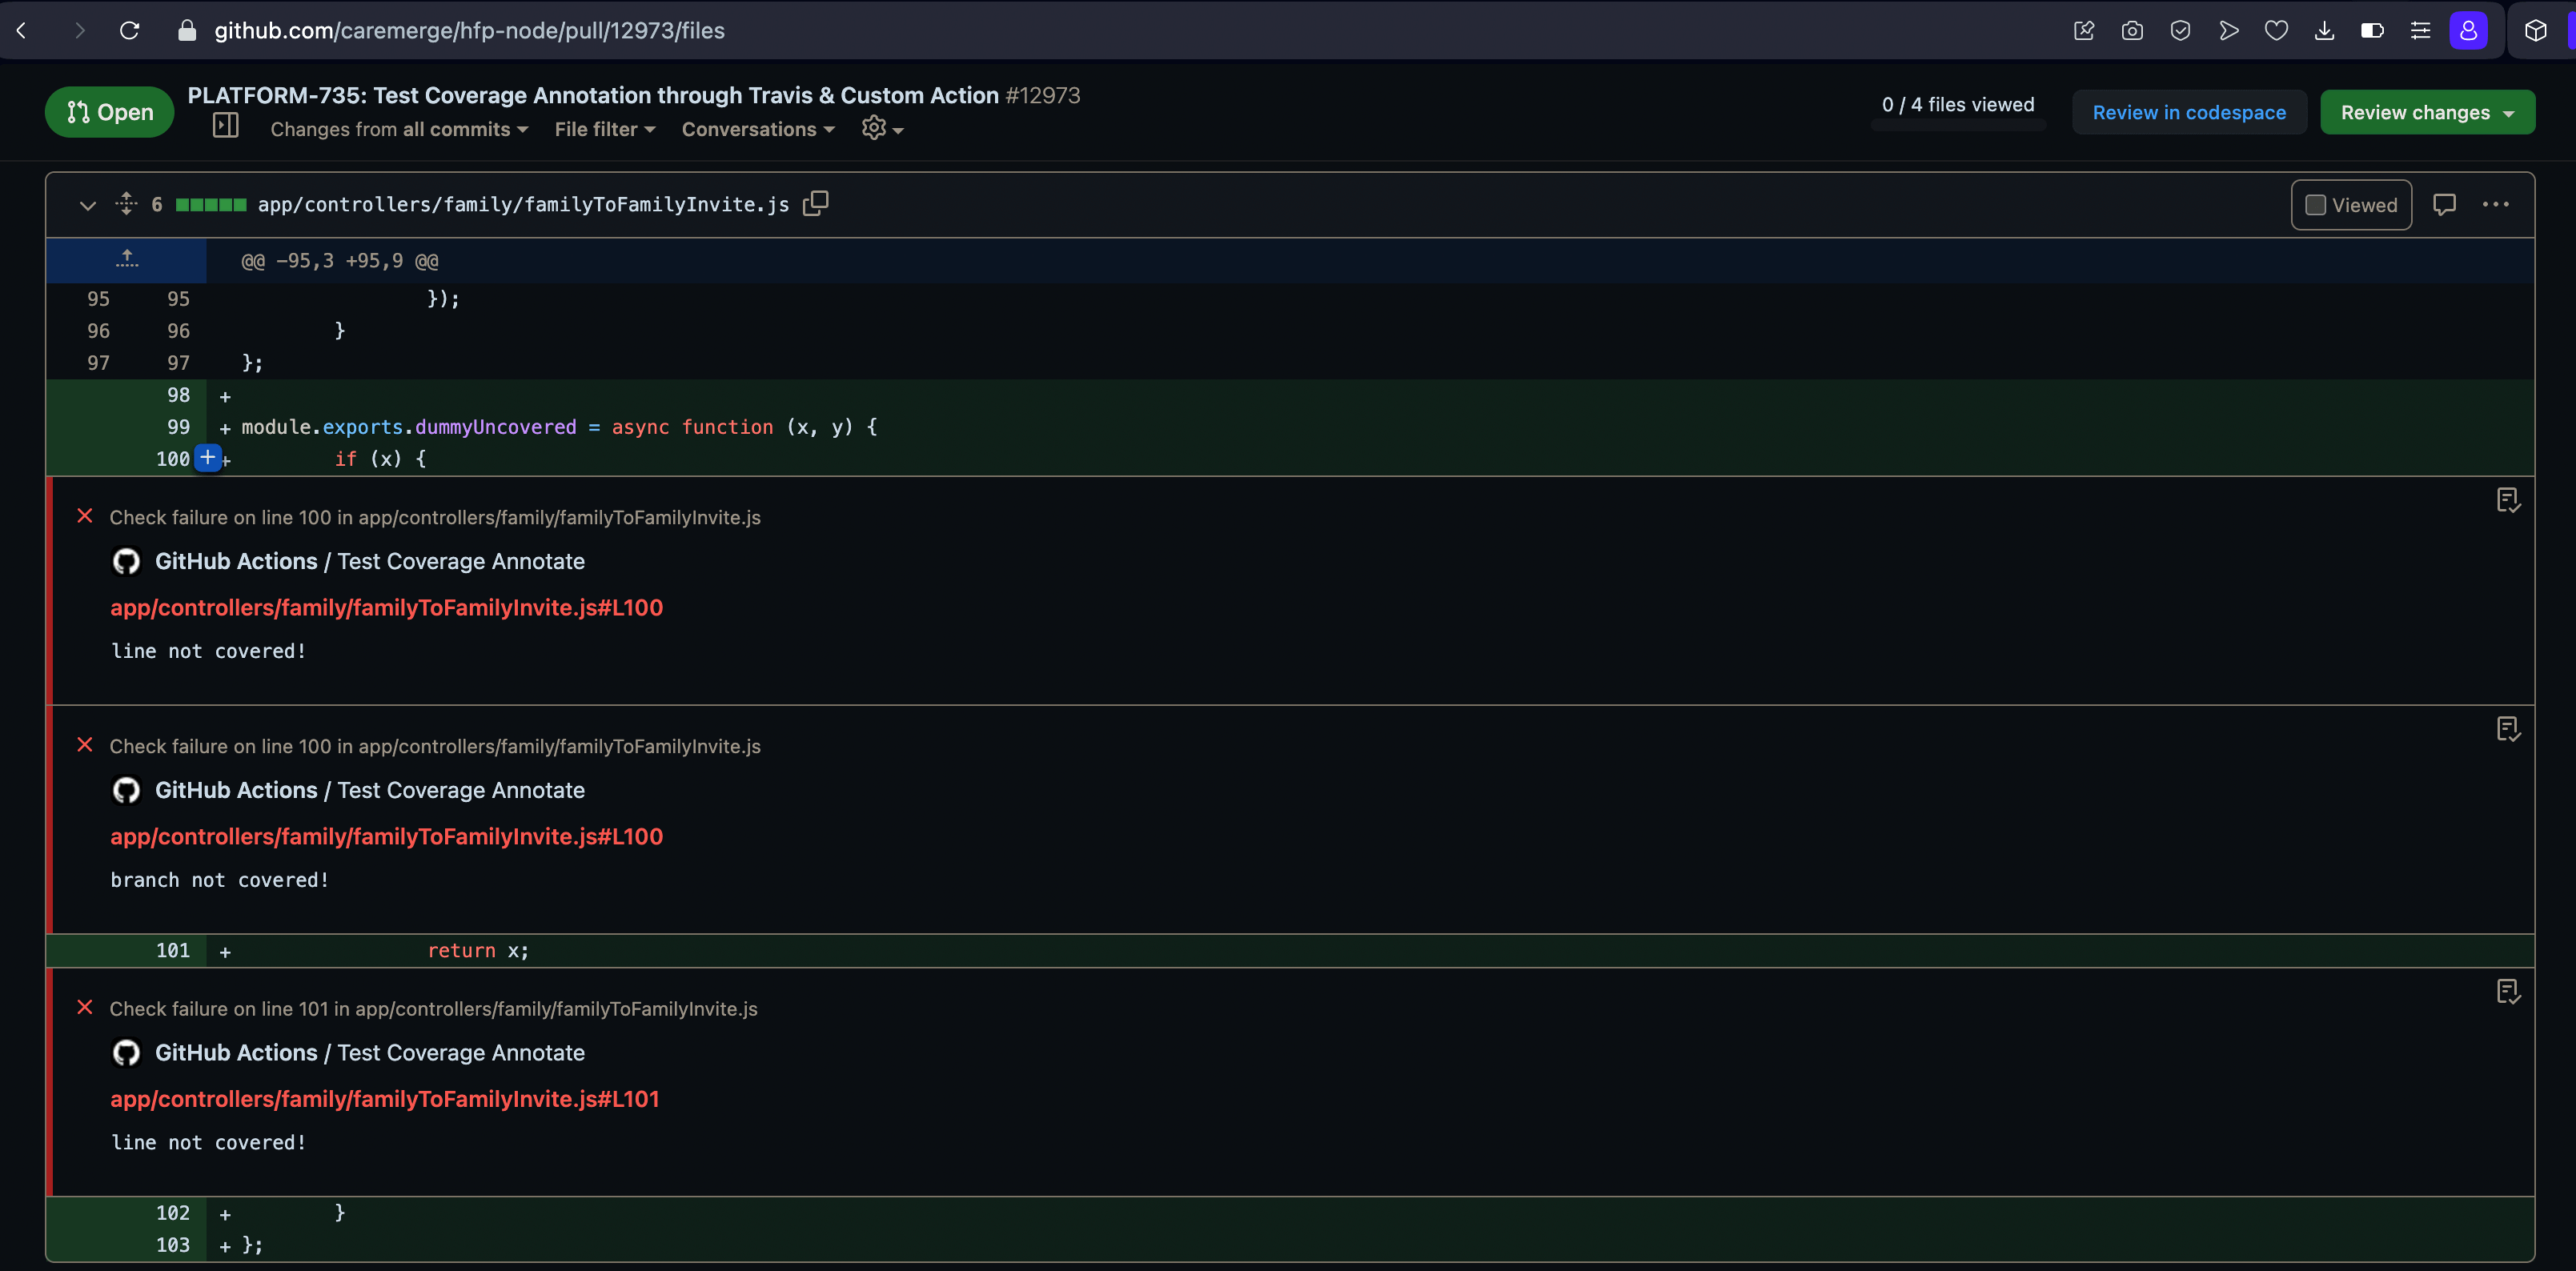 github.com/caremerge/hfp-node/pull/12973/files
Open
PLATFORM-735: Test Coverage Annotation through Travis & Custom Action #12973
Changes from all commits File filter Conversations
0 / 4 files viewed
Review in codespace
Review changes
6 app/controllers/family/familyToFamilyInvite.js
Viewed
@@ -95,3 +95,9 @@
95 95 });
96 96 }
97 97 };
98 +
99 + module.exports.dummyUncovered = async function (x, y) {
100 + if (x) {
Check failure on line 100 in app/controllers/family/familyToFamilyInvite.js
GitHub Actions / Test Coverage Annotate
app/controllers/family/familyToFamilyInvite.js#L100
line not covered!
Check failure on line 100 in app/controllers/family/familyToFamilyInvite.js
GitHub Actions / Test Coverage Annotate
app/controllers/family/familyToFamilyInvite.js#L100
branch not covered!
101 + return x;
Check failure on line 101 in app/controllers/family/familyToFamilyInvite.js
GitHub Actions / Test Coverage Annotate
app/controllers/family/familyToFamilyInvite.js#L101
line not covered!
102 + }
103 + };